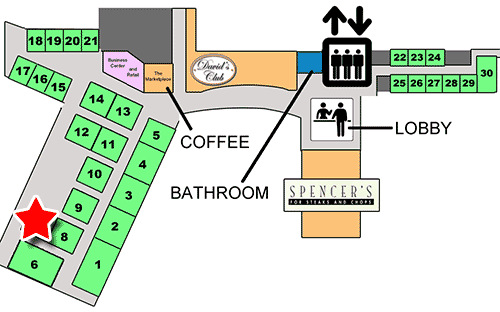 18 19 20 21
Business
Center
and
Retail
The
Marketplace
David's
Club
22 23 24
30
25 26 27 28 29
17 16 15
14 13
12 11
10
9
8
6
5
4
3
2
1
COFFEE
BATHROOM
LOBBY
SPENCER'S
FOR STEAKS AND CHOPS